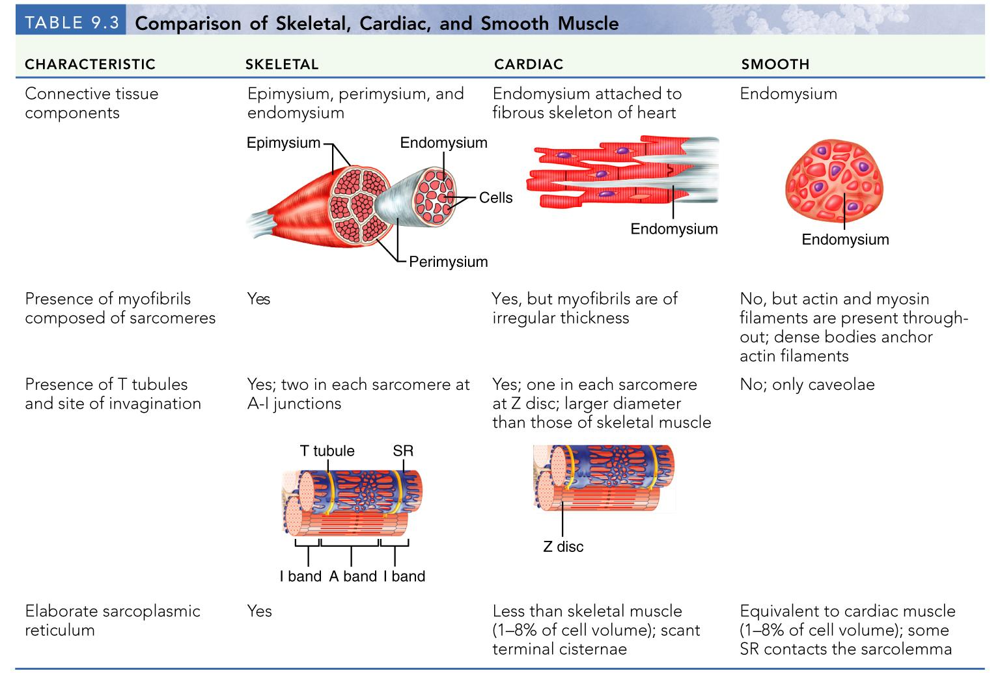 TABLE 9.3 Comparison of Skeletal, Cardiac, and Smooth Muscle
CHARACTERISTIC SKELETAL CARDIAC SMOOTH
Connective tissue
components
Epimysium, perimysium, and
endomysium
Endomysium attached to
fibrous skeleton of heart
Endomysium
Epimysium
Endomysium
Cells
Perimysium
Endomysium
Endomysium
Presence of myofibrils
composed of sarcomeres
Yes
Yes, but myofibrils are of
irregular thickness
No, but actin and myosin
filaments are present through-
out; dense bodies anchor
actin filaments
Presence of T tubules
and site of invagination
Yes; two in each sarcomere at
A-I junctions
Yes; one in each sarcomere
at Z disc; larger diameter
than those of skeletal muscle
No; only caveolae
T tubule SR
I band A band I band
Z disc
Elaborate sarcoplasmic
reticulum
Yes
Less than skeletal muscle
(1–8% of cell volume); scant
terminal cisternae
Equivalent to cardiac muscle
(1–8% of cell volume); some
SR contacts the sarcolemma